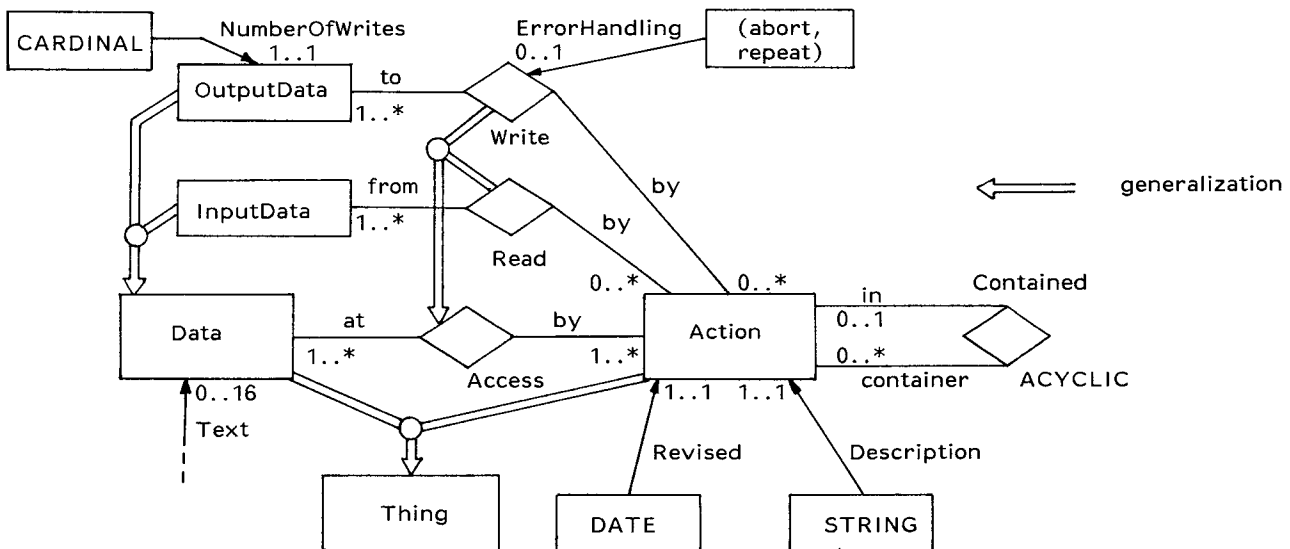 CARDINAL
NumberOfWrites
1..1
ErrorHandling
0..1
(abort,
repeat)
OutputData
to
1..*
Write
by
InputData
from
1..*
Read
by
generalization
0..*
0..*
Data
at
1..*
Access
by
1..*
Action
in
0..1
Contained
0..*
container
ACYCLIC
0..16
Text
1..1
1..1
Revised
Description
Thing
DATE
STRING